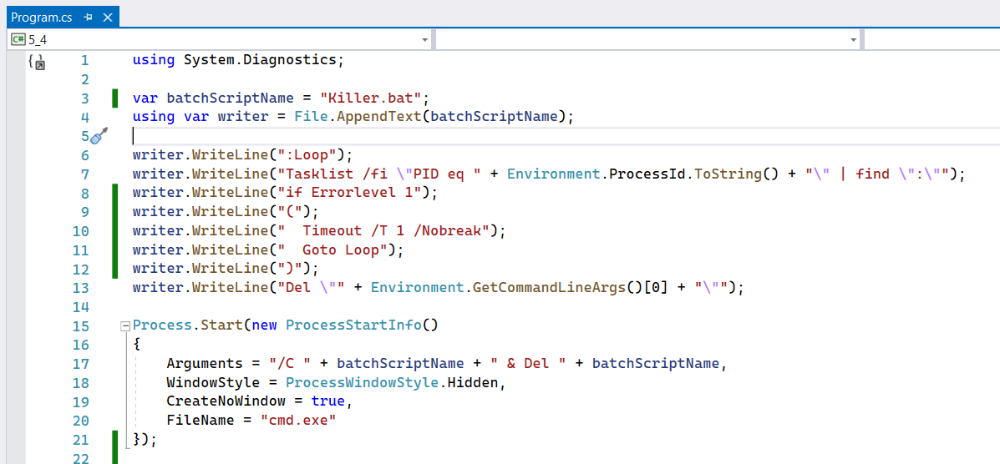 Program.cs
C# 5_4
1 using System.Diagnostics;
2
3 var batchScriptName = "Killer.bat";
4 using var writer = File.AppendText(batchScriptName);
5
6 writer.WriteLine(":Loop");
7 writer.WriteLine("Tasklist /fi \"PID eq " + Environment.ProcessId.ToString() + "\" | find \":\"");
8 writer.WriteLine("if Errorlevel 1");
9 writer.WriteLine("(");
10 writer.WriteLine("  Timeout /T 1 /Nobreak");
11 writer.WriteLine("  Goto Loop");
12 writer.WriteLine(")");
13 writer.WriteLine("Del \"" + Environment.GetCommandLineArgs()[0] + "\"");
14
15 Process.Start(new ProcessStartInfo()
16 {
17     Arguments = "/C " + batchScriptName + " & Del " + batchScriptName,
18     WindowStyle = ProcessWindowStyle.Hidden,
19     CreateNoWindow = true,
20     FileName = "cmd.exe"
21 });
22